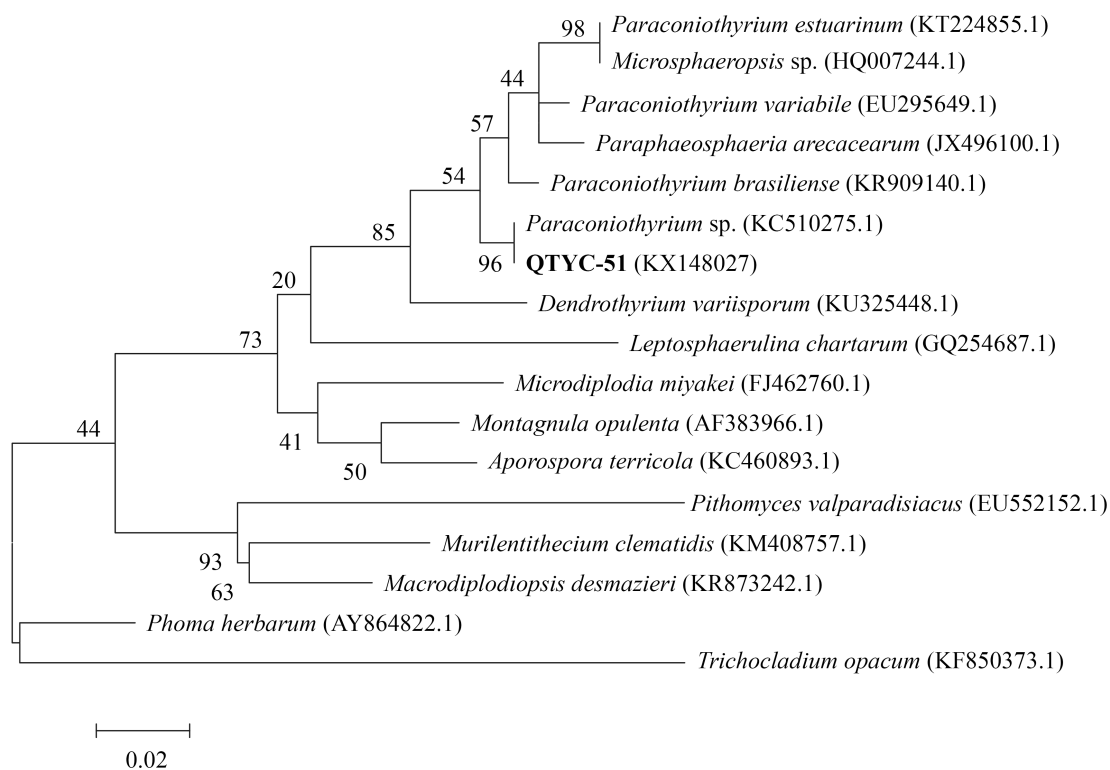 98
Paraconiothyrium estuarinum (KT224855.1)
Microsphaeropsis sp. (HQ007244.1)
44
Paraconiothyrium variabile (EU295649.1)
57
Paraphaeosphaeria arecacearum (JX496100.1)
54
Paraconiothyrium brasiliense (KR909140.1)
85
Paraconiothyrium sp. (KC510275.1)
96
QTYC-51 (KX148027)
20
Dendrothyrium variisporum (KU325448.1)
73
Leptosphaerulina chartarum (GQ254687.1)
Microdiplodia miyakei (FJ462760.1)
44
Montagnula opulenta (AF383966.1)
41
50
Aporospora terricola (KC460893.1)
Pithomyces valparadisiacus (EU552152.1)
Murilentithecium clematidis (KM408757.1)
93
63
Macrodiplodiopsis desmazieri (KR873242.1)
Phoma herbarum (AY864822.1)
Trichocladium opacum (KF850373.1)
0.02